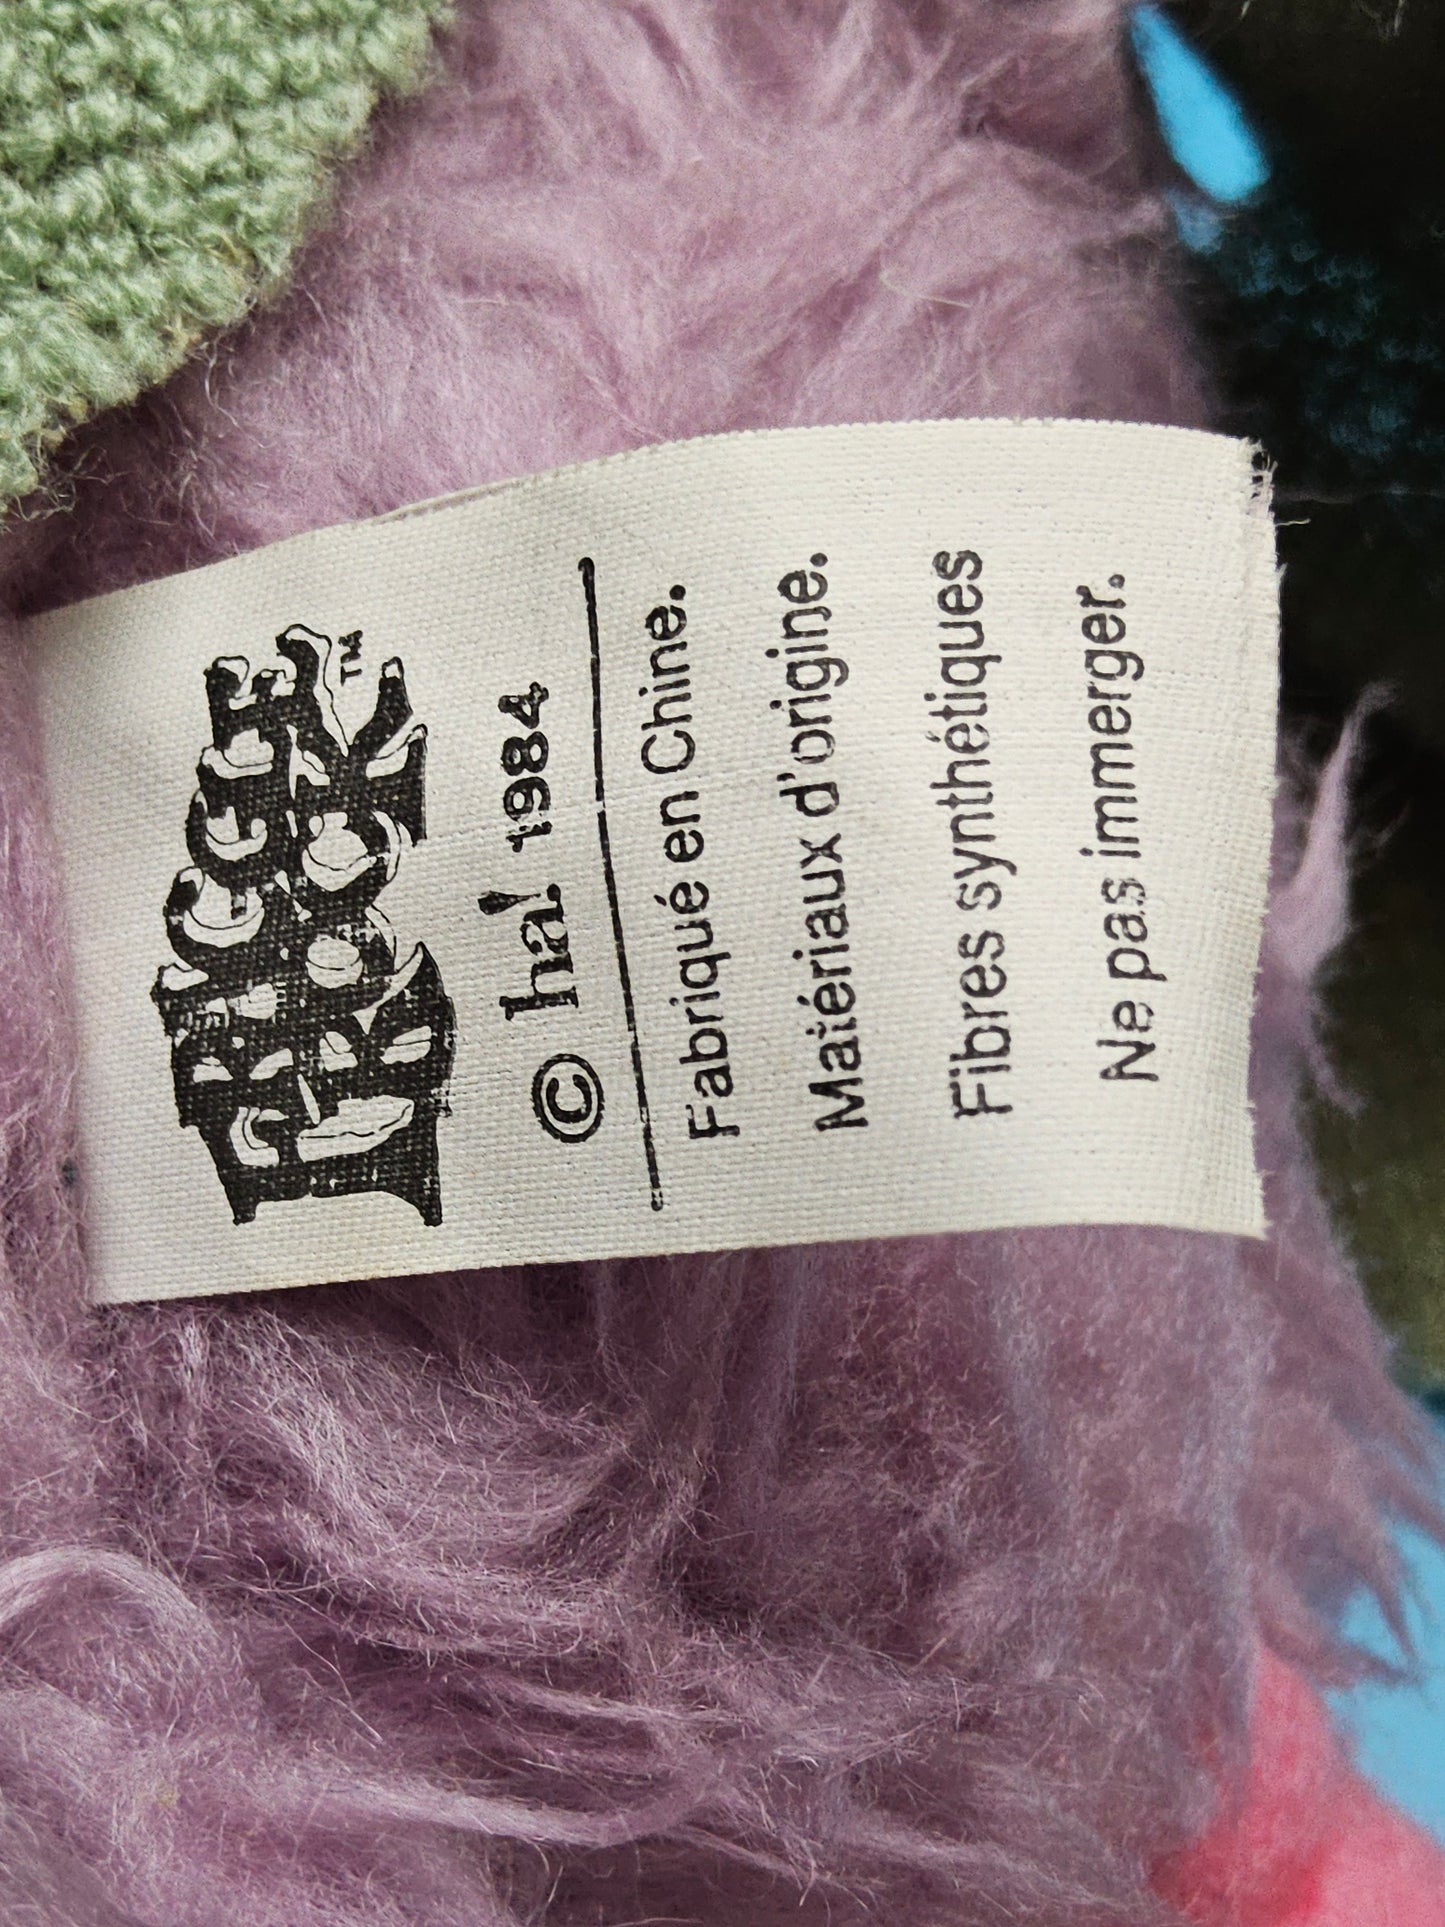 FRAGGLE
ROCK™
© ha! 1984
Fabriqué en Chine.
Matériaux d'origine.
Fibres synthétiques
Ne pas immerger.